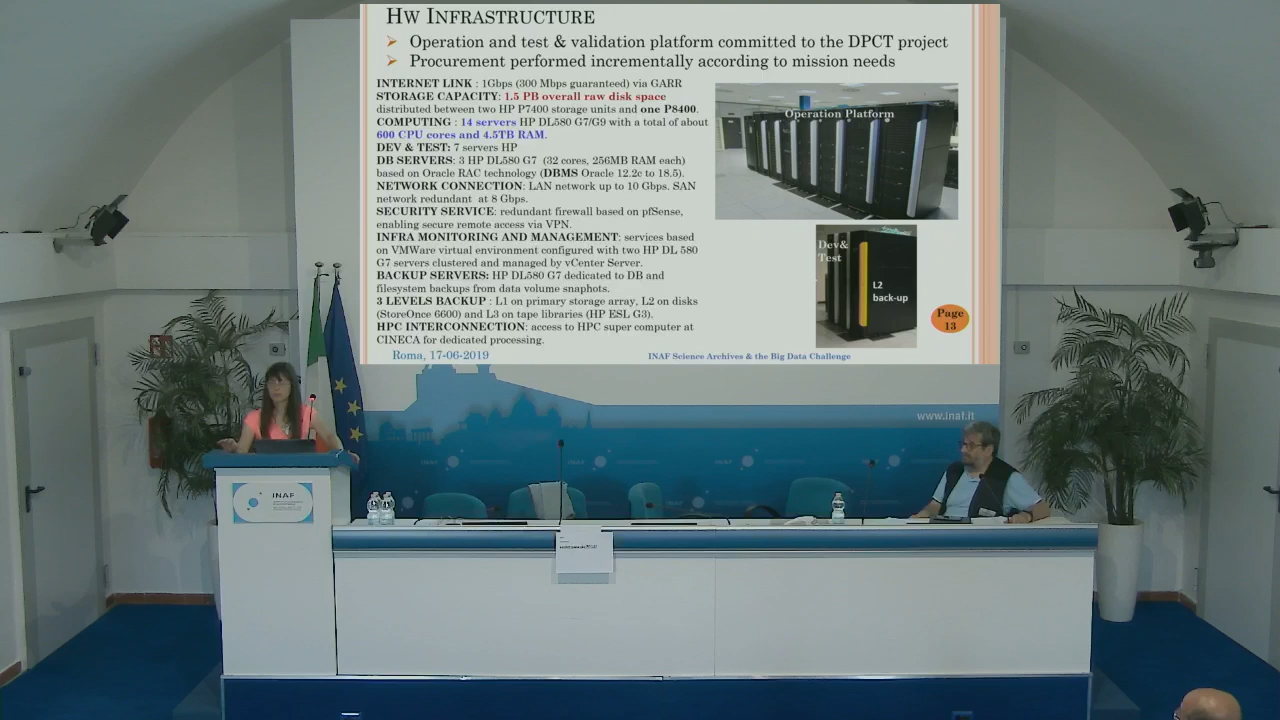 HW INFRASTRUCTURE
➢ Operation and test & validation platform committed to the DPCT project
➢ Procurement performed incrementally according to mission needs
INTERNET LINK : 1Gbps (300 Mbps guaranteed) via GARR
STORAGE CAPACITY: 1.5 PB overall raw disk space
distributed between two HP P7400 storage units and one P8400.
COMPUTING : 14 servers HP DL580 G7/G9 with a total of about
600 CPU cores and 4.5TB RAM.
DEV & TEST: 7 servers HP
DB SERVERS: 3 HP DL580 G7 (32 cores, 256MB RAM each)
based on Oracle RAC technology (DBMS Oracle 12.2c to 18.5).
NETWORK CONNECTION: LAN network up to 10 Gbps. SAN
network redundant at 8 Gbps.
SECURITY SERVICE: redundant firewall based on pfSense,
enabling secure remote access via VPN.
INFRA MONITORING AND MANAGEMENT: services based
on VMWare virtual environment configured with two HP DL 580
G7 servers clustered and managed by vCenter Server.
BACKUP SERVERS: HP DL580 G7 dedicated to DB and
filesystem backups from data volume snaphots.
3 LEVELS BACKUP : L1 on primary storage array, L2 on disks
(StoreOnce 6600) and L3 on tape libraries (HP ESL G3).
HPC INTERCONNECTION: access to HPC super computer at
CINECA for dedicated processing.
Operation Platform
Dev&
Test
L2
back-up
Page
13
Roma, 17-06-2019
INAF Science Archives & the Big Data Challenge
www.inaf.it
INAF
INAF
INAF
INAF
INAF